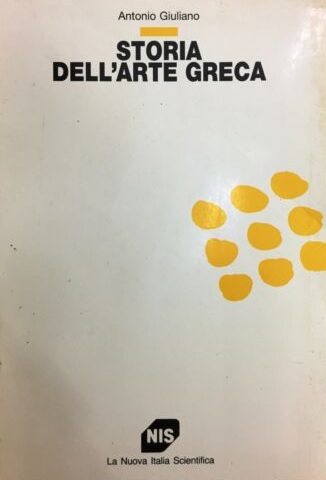 Antonio Giuliano
STORIA
DELL'ARTE GRECA
NIS
La Nuova Italia Scientifica